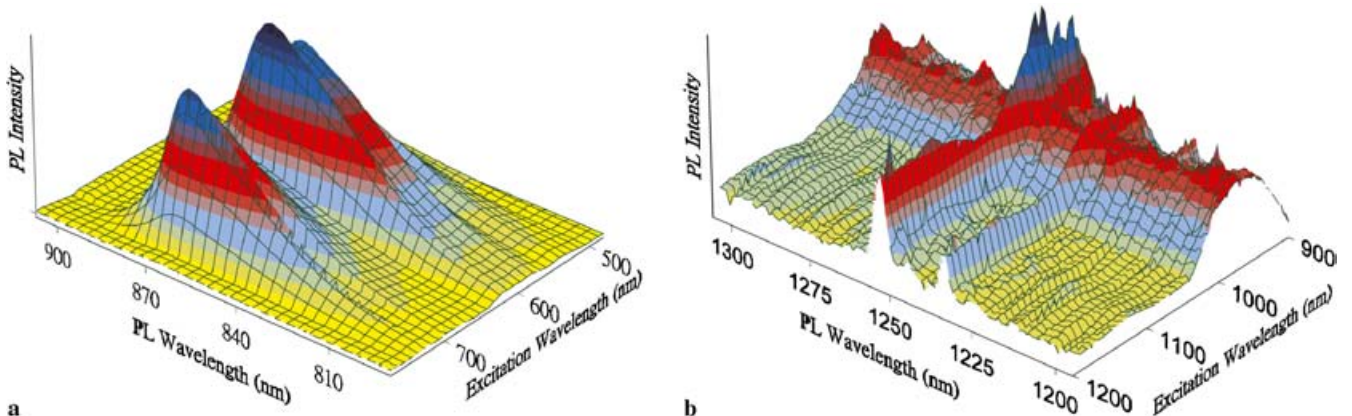 PL Intensity
900
870
840
810
PL Wavelength (nm)
700
600
500
Excitation Wavelength (nm)
a
PL Intensity
1300
1275
1250
1225
1200
PL Wavelength (nm)
1200
1100
1000
900
Excitation Wavelength (nm)
b